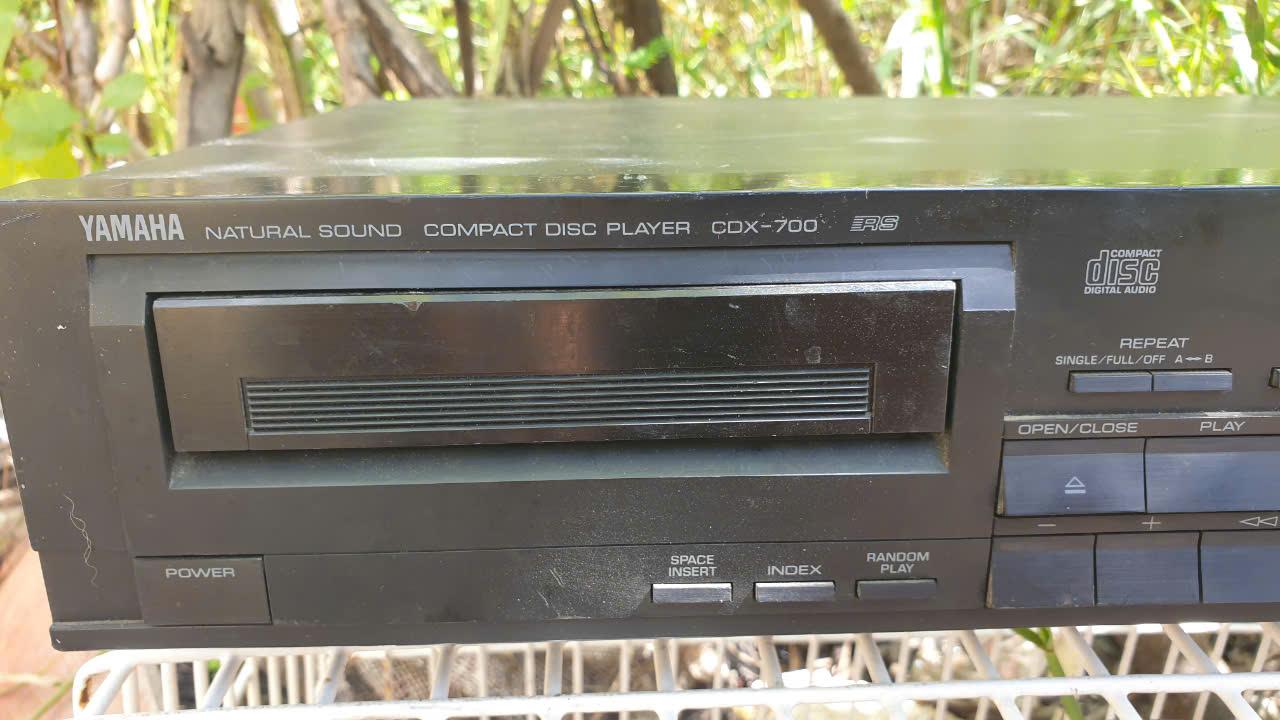 YAMAHA NATURAL SOUND COMPACT DISC PLAYER CDX-700 RS
COMPACT
disc
DIGITAL AUDIO
REPEAT
SINGLE/FULL/OFF A↔B
OPEN/CLOSE PLAY
− +
POWER
SPACE
INSERT
INDEX
RANDOM
PLAY